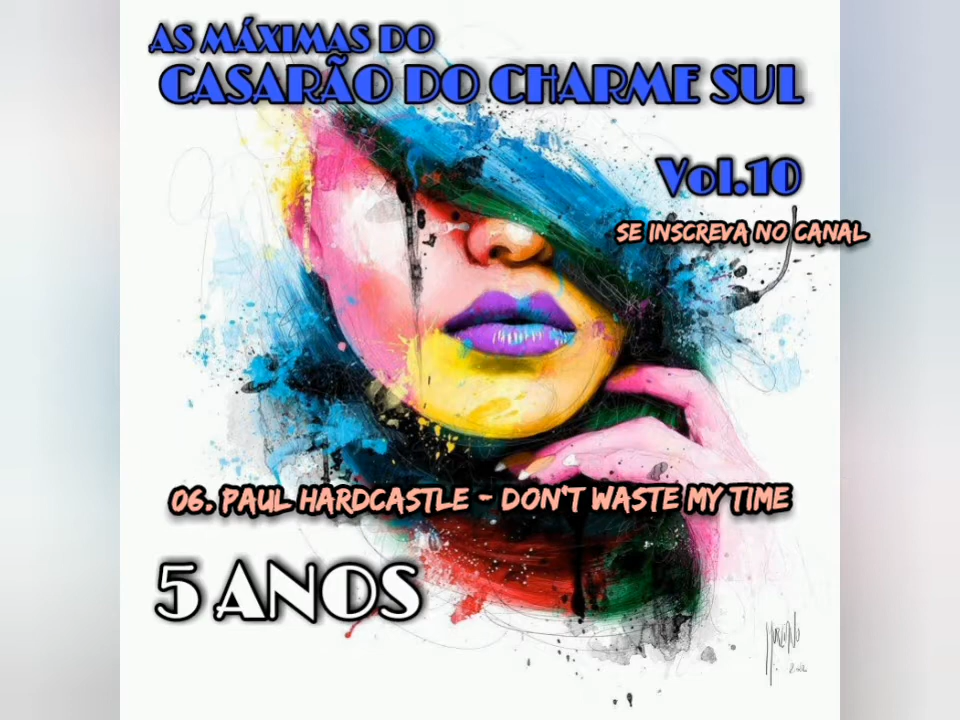 AS MÁXIMAS DO
CASARÃO DO CHARME SUL
Vol.10
SE INSCREVA NO CANAL
06. PAUL HARDCASTLE - DON'T WASTE MY TIME
5 ANOS